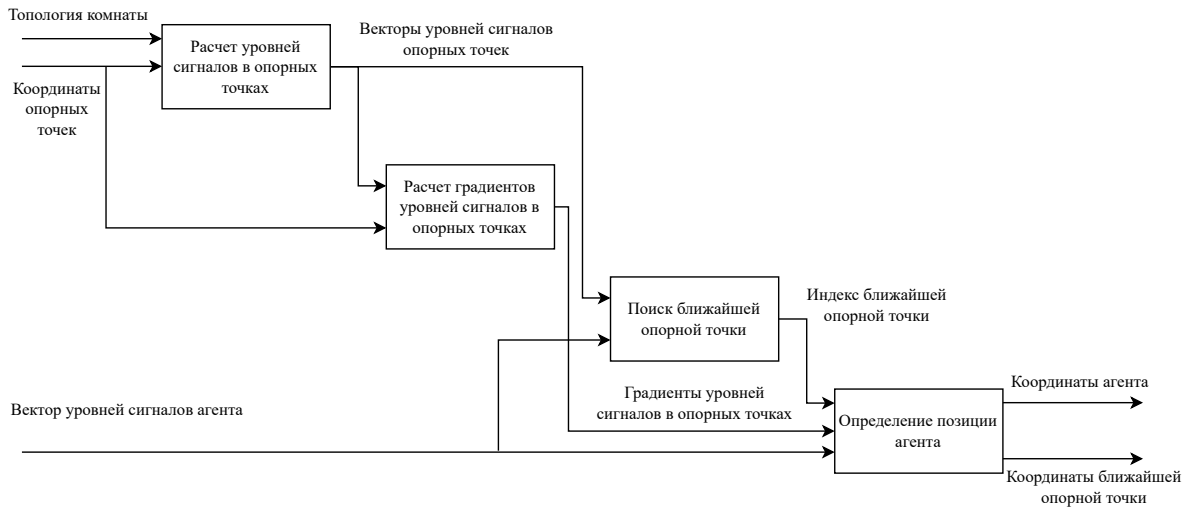 Топология комнаты
Расчет уровней
сигналов в опорных
точках
Векторы уровней сигналов
опорных точек
Координаты
опорных
точек
Расчет градиентов
уровней сигналов в
опорных точках
Поиск ближайшей
опорной точки
Индекс ближайшей
опорной точки
Вектор уровней сигналов агента
Градиенты уровней
сигналов в опорных точках
Определение позиции
агента
Координаты агента
Координаты ближайшей
опорной точки